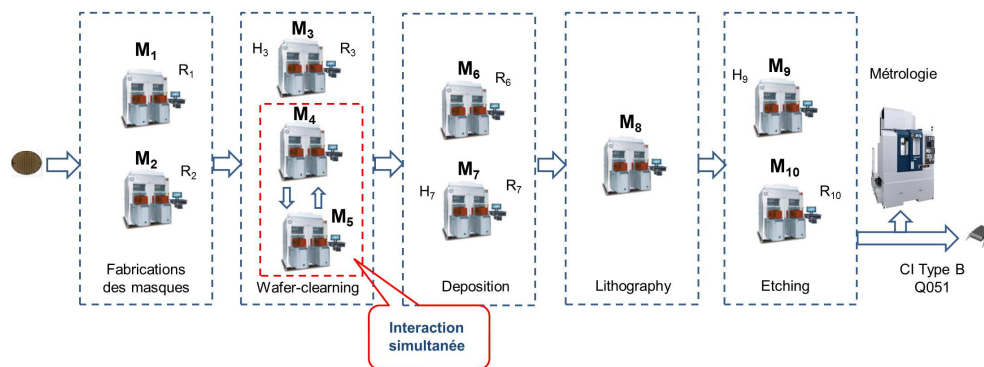 M1
R1
M2
R2
Fabrications
des masques
H3
M3
R3
M4
M5
Wafer-clearning
Interaction
simultanée
M6
R6
H7
M7
R7
Deposition
M8
Lithography
H9
M9
M10
R10
Etching
Métrologie
CI Type B
Q051